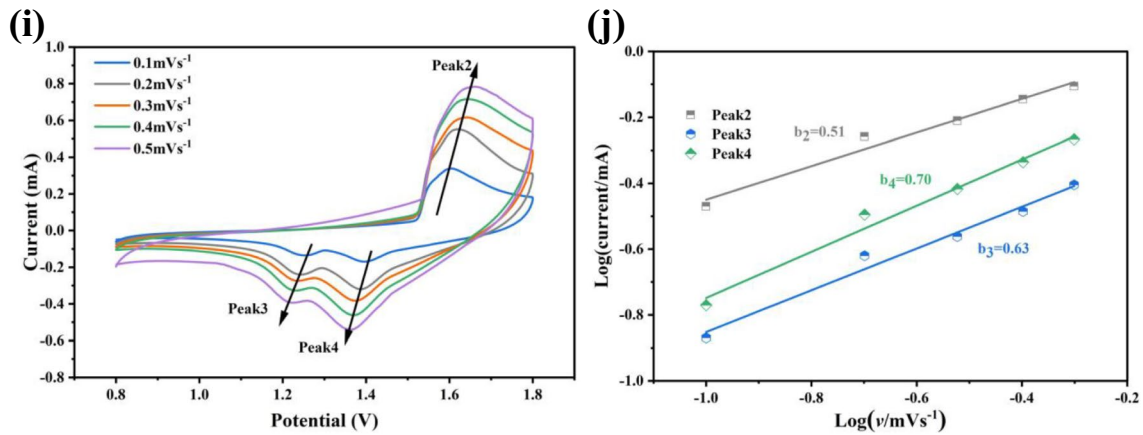 (i)
1.0
0.8
0.6
0.4
0.2
0.0
-0.2
-0.4
-0.6
-0.8
Current (mA)
0.1mVs⁻¹
0.2mVs⁻¹
0.3mVs⁻¹
0.4mVs⁻¹
0.5mVs⁻¹
Peak2
Peak3
Peak4
0.8 1.0 1.2 1.4 1.6 1.8
Potential (V)
(j)
0.0
-0.2
-0.4
-0.6
-0.8
-1.0
Log(current/mA)
Peak2
Peak3
Peak4
b₂=0.51
b₄=0.70
b₃=0.63
-1.0 -0.8 -0.6 -0.4 -0.2
Log(v/mVs⁻¹)